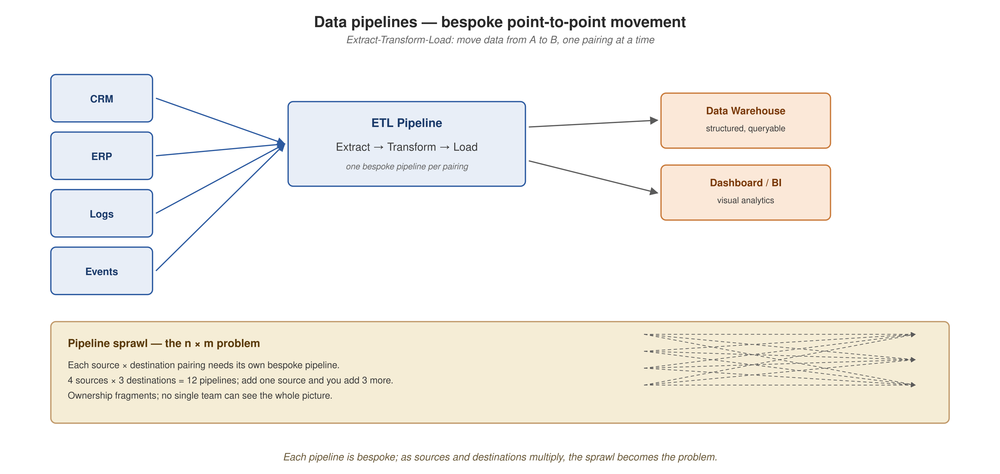 Data pipelines — bespoke point-to-point movement
Extract-Transform-Load: move data from A to B, one pairing at a time
CRM
ERP
Logs
Events
ETL Pipeline
Extract → Transform → Load
one bespoke pipeline per pairing
Data Warehouse
structured, queryable
Dashboard / BI
visual analytics
Pipeline sprawl — the n × m problem
Each source × destination pairing needs its own bespoke pipeline.
4 sources × 3 destinations = 12 pipelines; add one source and you add 3 more.
Ownership fragments; no single team can see the whole picture.
Each pipeline is bespoke; as sources and destinations multiply, the sprawl becomes the problem.